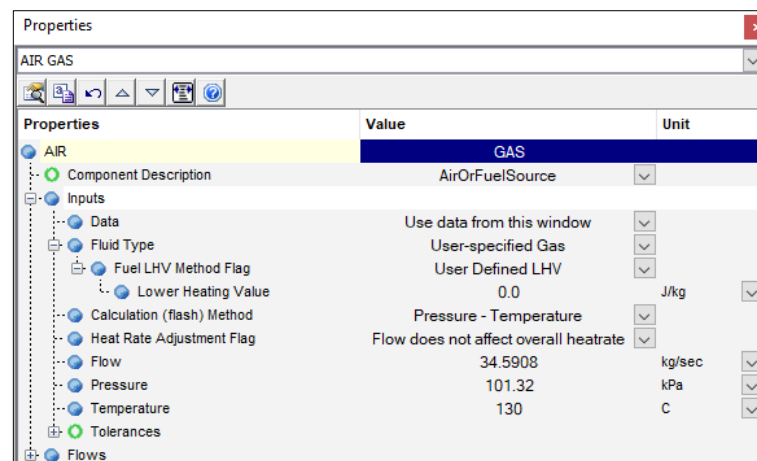 Properties
AIR GAS
Properties Value Unit
AIR GAS
Component Description AirOrFuelSource
Inputs
Data Use data from this window
Fluid Type User-specified Gas
Fuel LHV Method Flag User Defined LHV
Lower Heating Value 0.0 J/kg
Calculation (flash) Method Pressure - Temperature
Heat Rate Adjustment Flag Flow does not affect overall heatrate
Flow 34.5908 kg/sec
Pressure 101.32 kPa
Temperature 130 C
Tolerances
Flows